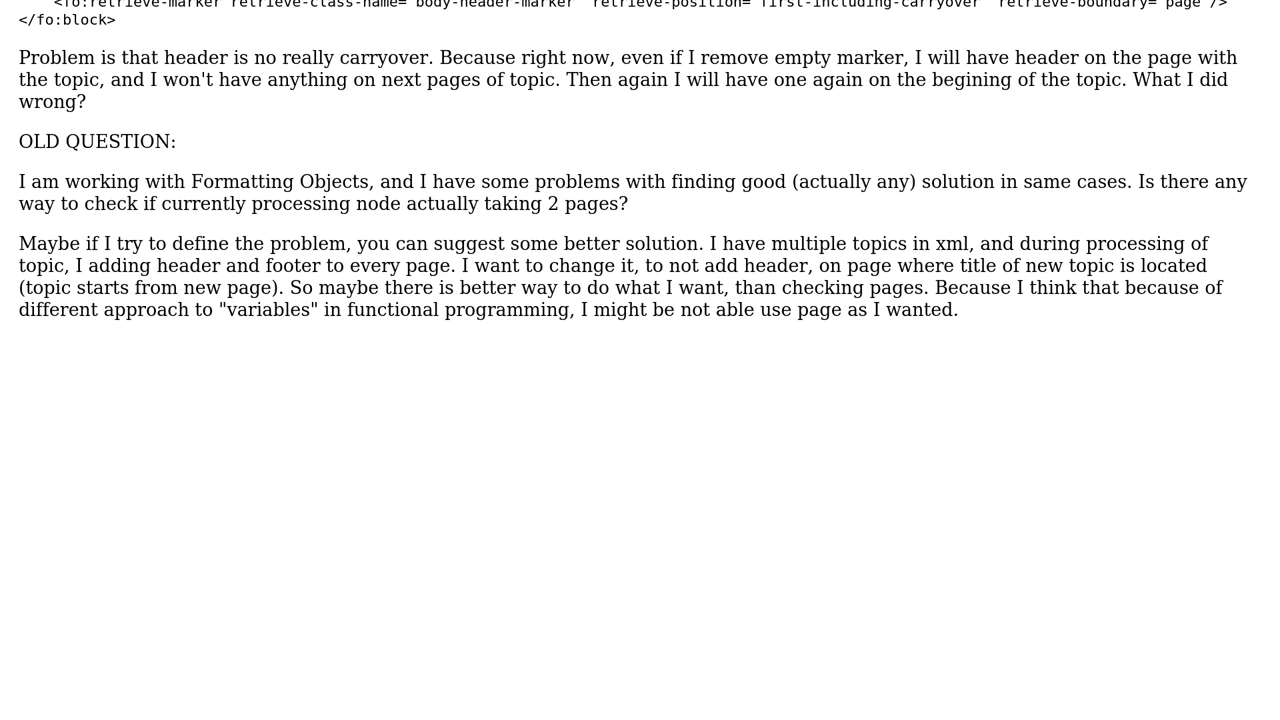 <fo:retrieve-marker retrieve-class-name="body-header-marker" retrieve-position="first-including-carryover" retrieve-boundary="page"/>
</fo:block>
Problem is that header is no really carryover. Because right now, even if I remove empty marker, I will have header on the page with
the topic, and I won't have anything on next pages of topic. Then again I will have one again on the begining of the topic. What I did
wrong?
OLD QUESTION:
I am working with Formatting Objects, and I have some problems with finding good (actually any) solution in same cases. Is there any
way to check if currently processing node actually taking 2 pages?
Maybe if I try to define the problem, you can suggest some better solution. I have multiple topics in xml, and during processing of
topic, I adding header and footer to every page. I want to change it, to not add header, on page where title of new topic is located
(topic starts from new page). So maybe there is better way to do what I want, than checking pages. Because I think that because of
different approach to "variables" in functional programming, I might be not able use page as I wanted.